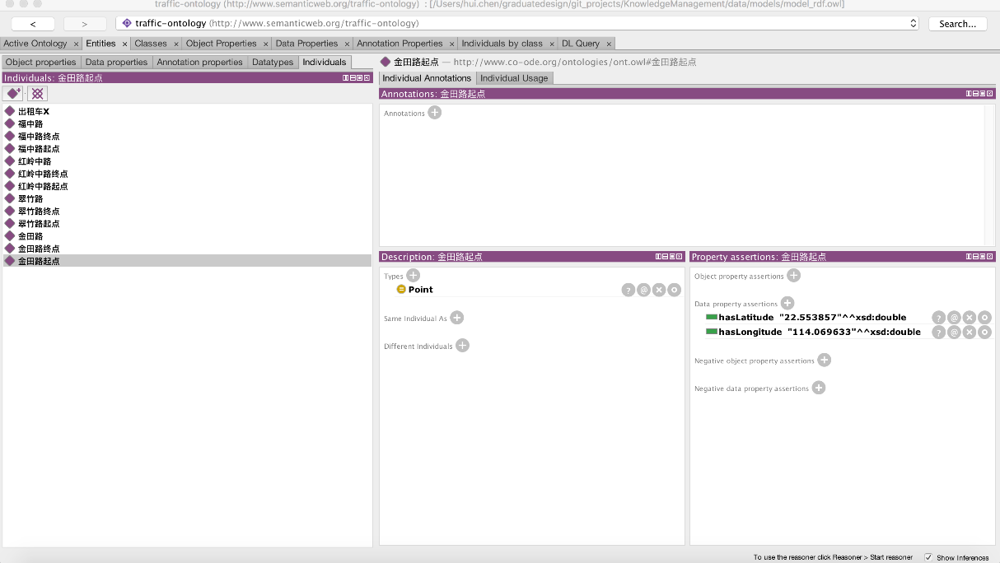 traffic-ontology (http://www.semanticweb.org/traffic-ontology) : [/Users/hui.chen/graduatedesign/git_projects/KnowledgeManagement/data/models/model_rdf.owl]
< > traffic-ontology (http://www.semanticweb.org/traffic-ontology) Search...
Active Ontology × Entities × Classes × Object Properties × Data Properties × Annotation Properties × Individuals by class × DL Query ×
Object properties Data properties Annotation properties Datatypes Individuals
金田路起点 — http://www.co-ode.org/ontologies/ont.owl#金田路起点
Individuals: 金田路起点
Individual Annotations Individual Usage
出租车X
福中路
福中路终点
福中路起点
红岭中路
红岭中路终点
红岭中路起点
翠竹路
翠竹路终点
翠竹路起点
金田路
金田路终点
金田路起点
Annotations: 金田路起点
Annotations +
Description: 金田路起点
Types +
Point ? @ × o
Same Individual As +
Different Individuals +
Property assertions: 金田路起点
Object property assertions +
Data property assertions +
hasLatitude "22.553857"^^xsd:double ? @ × o
hasLongitude "114.069633"^^xsd:double ? @ × o
Negative object property assertions +
Negative data property assertions +
To use the reasoner click Reasoner > Start reasoner Show Inferences